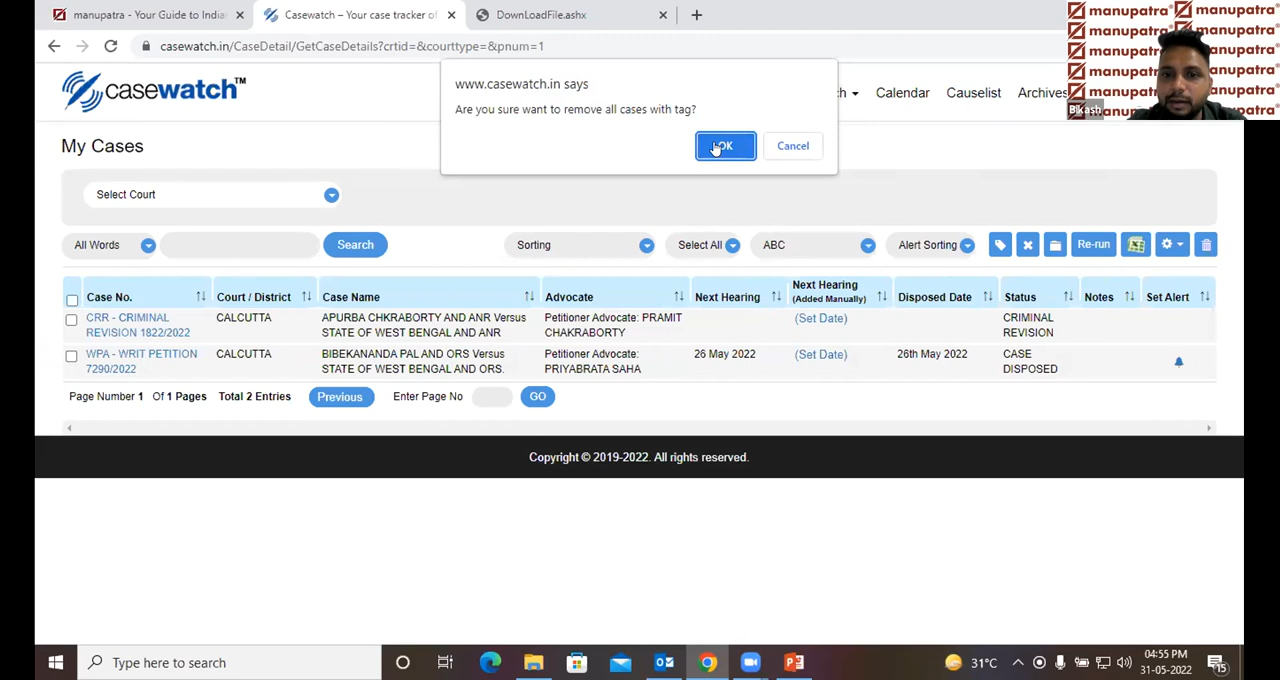 manupatra - Your Guide to India
Casewatch – Your case tracker of
DownLoadFile.ashx
casewatch.in/CaseDetail/GetCaseDetails?crtid=&courttype=&pnum=1
manupatra manupatra
manupatra
manupatra
manupatra
manupatra
Bikash
casewatch™
www.casewatch.in says
Are you sure want to remove all cases with tag?
OK
Cancel
Calendar
Causelist
Archives
My Cases
Select Court
All Words
Search
Sorting
Select All
ABC
Alert Sorting
Re-run
Case No.
Court / District
Case Name
Advocate
Next Hearing
Next Hearing
(Added Manually)
Disposed Date
Status
Notes
Set Alert
CRR - CRIMINAL
REVISION 1822/2022
CALCUTTA
APURBA CHKRABORTY AND ANR Versus
STATE OF WEST BENGAL AND ANR
Petitioner Advocate: PRAMIT
CHAKRABORTY
(Set Date)
CRIMINAL
REVISION
WPA - WRIT PETITION
7290/2022
CALCUTTA
BIBEKANANDA PAL AND ORS Versus
STATE OF WEST BENGAL AND ORS.
Petitioner Advocate:
PRIYABRATA SAHA
26 May 2022
(Set Date)
26th May 2022
CASE
DISPOSED
Page Number 1 Of 1 Pages Total 2 Entries
Previous
Enter Page No
GO
Copyright © 2019-2022. All rights reserved.
Type here to search
31°C
04:55 PM
31-05-2022
15